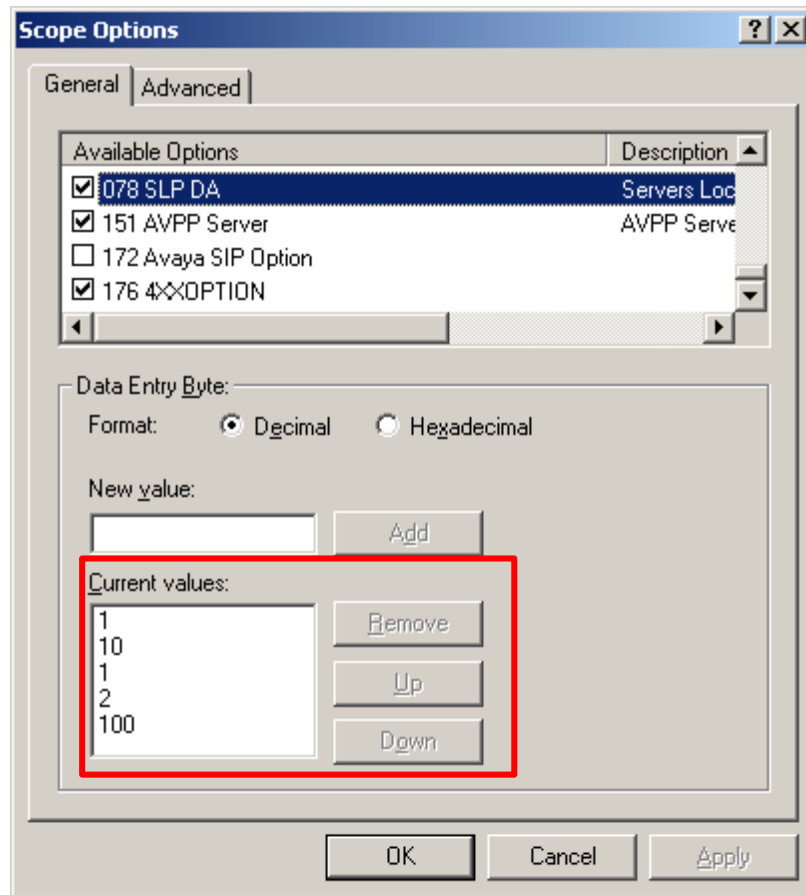 Scope Options
General Advanced
Available Options Description
078 SLP DA Servers Loc
151 AVPP Server AVPP Serve
172 Avaya SIP Option
176 4XXOPTION
Data Entry Byte:
Format: Decimal Hexadecimal
New value:
Add
Current values:
1
Remove
10
1
Up
2
100
Down
OK Cancel Apply